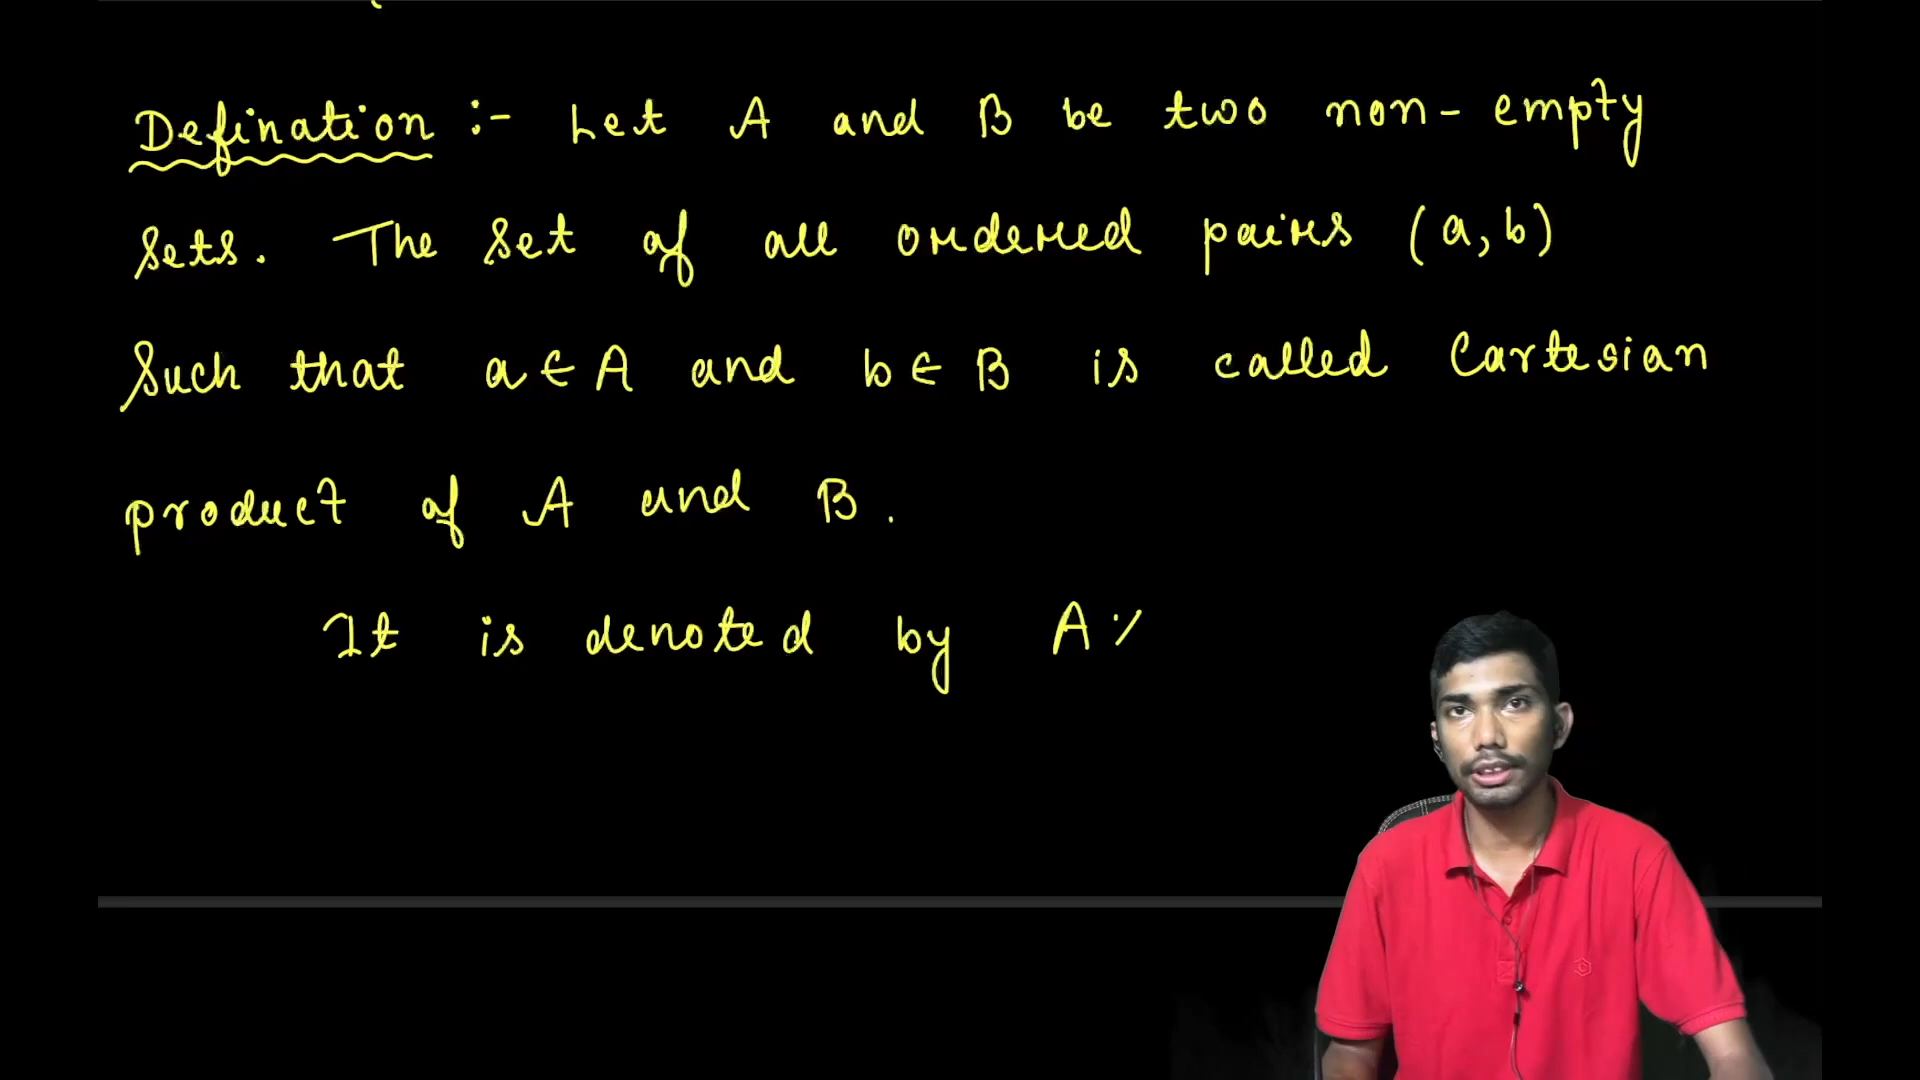 Defination :- Let A and B be two non-empty
sets. The set of all ordered pairs (a,b)
Such that a ∈ A and b ∈ B is called Cartesian
product of A and B.
It is denoted by A